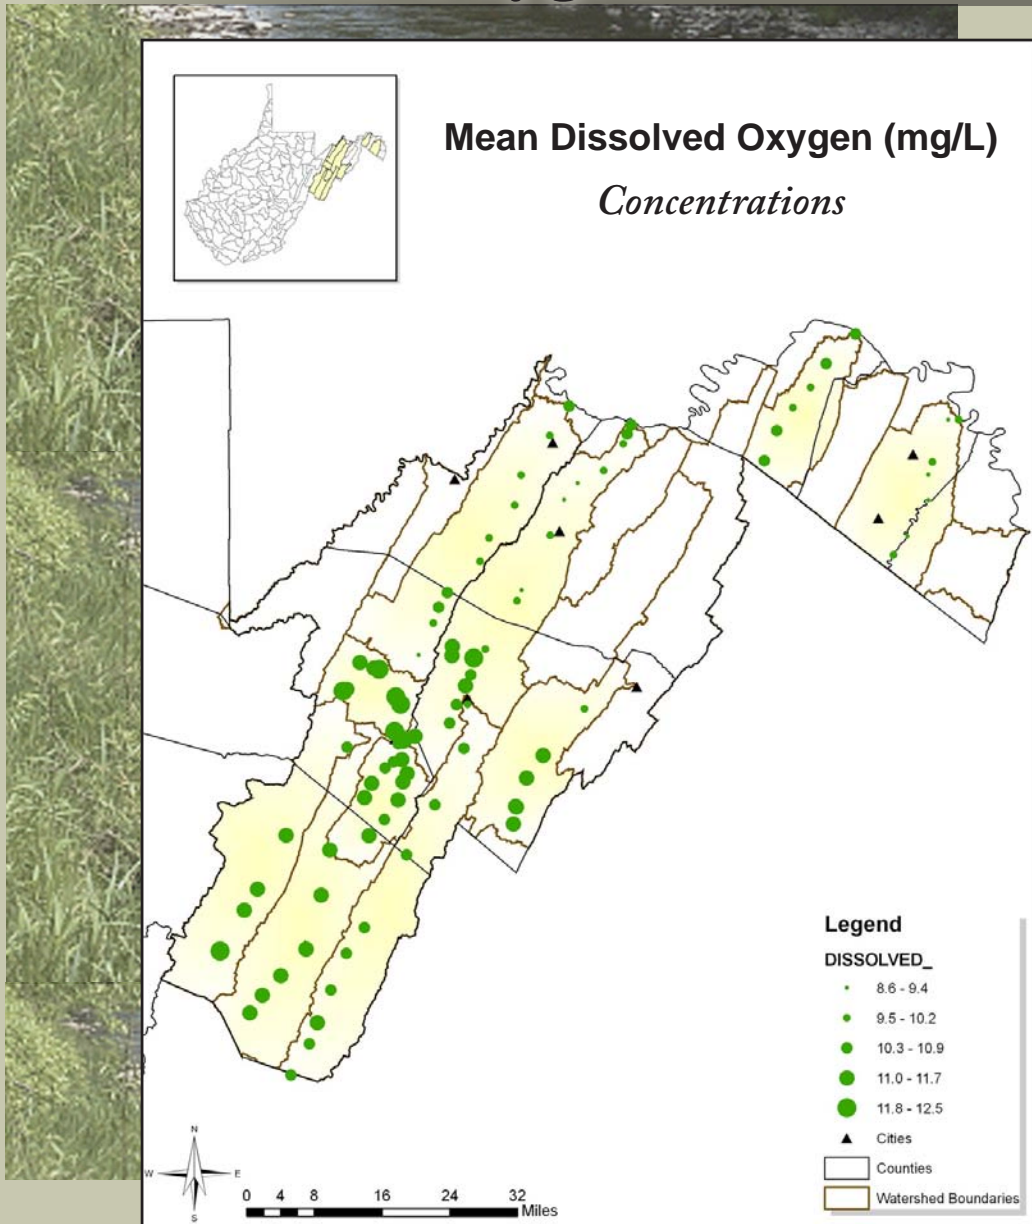 Mean Dissolved Oxygen (mg/L)
Concentrations
Legend
DISSOLVED_
8.6 - 9.4
9.5 - 10.2
10.3 - 10.9
11.0 - 11.7
11.8 - 12.5
Cities
Counties
Watershed Boundaries
N
W E
S
0 4 8 16 24 32
Miles